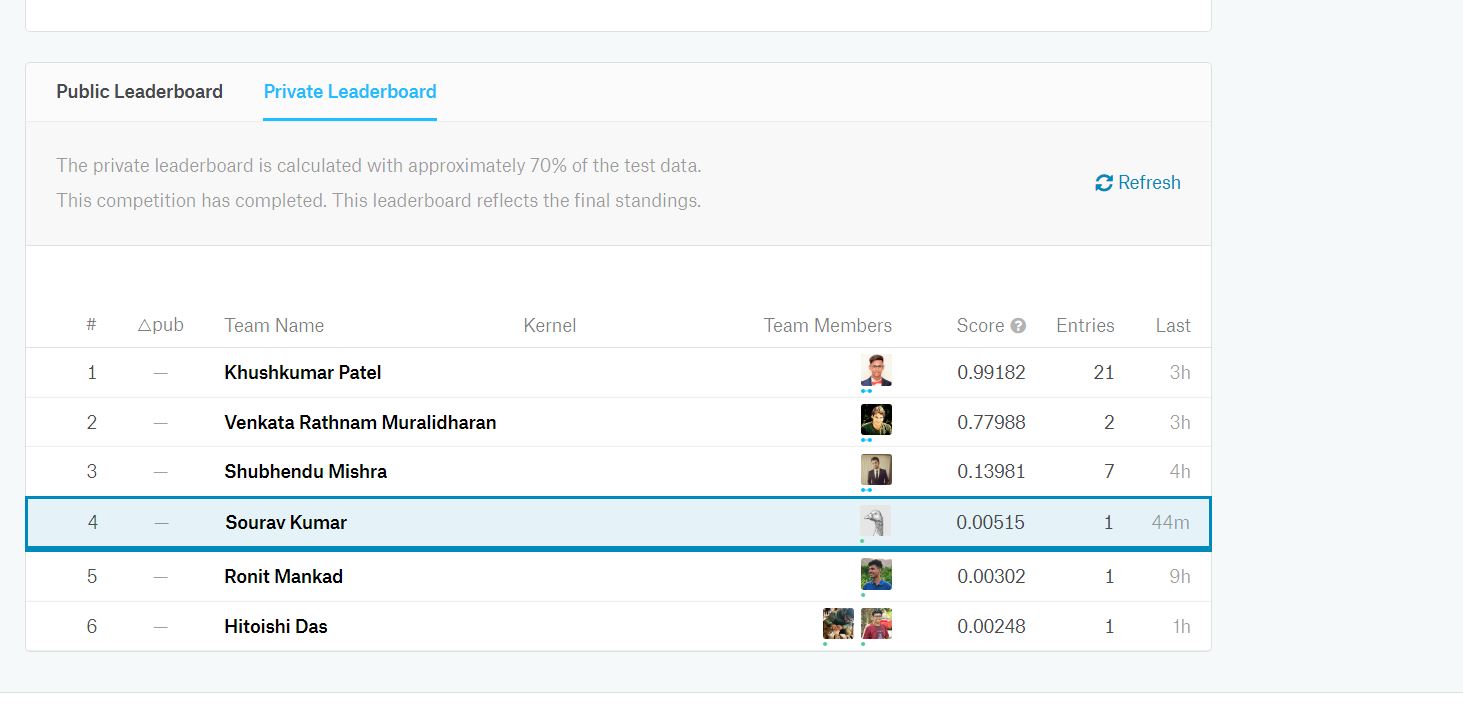 Public Leaderboard Private Leaderboard
The private leaderboard is calculated with approximately 70% of the test data.
This competition has completed. This leaderboard reflects the final standings.
Refresh
# △pub Team Name Kernel Team Members Score ? Entries Last
1 — Khushkumar Patel 0.99182 21 3h
2 — Venkata Rathnam Muralidharan 0.77988 2 3h
3 — Shubhendu Mishra 0.13981 7 4h
4 — Sourav Kumar 0.00515 1 44m
5 — Ronit Mankad 0.00302 1 9h
6 — Hitoishi Das 0.00248 1 1h